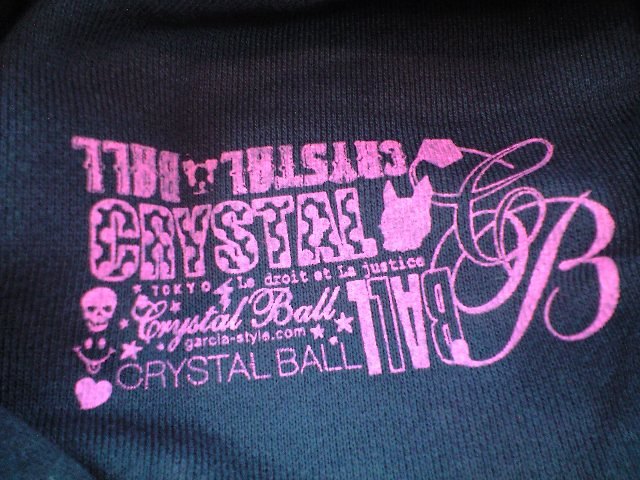 CRYSTAL BALL
CRYSTAL
BALL
TOKYO Le droit et La justice
Crystal Ball
garcia-style.com
CRYSTAL BALL
CB